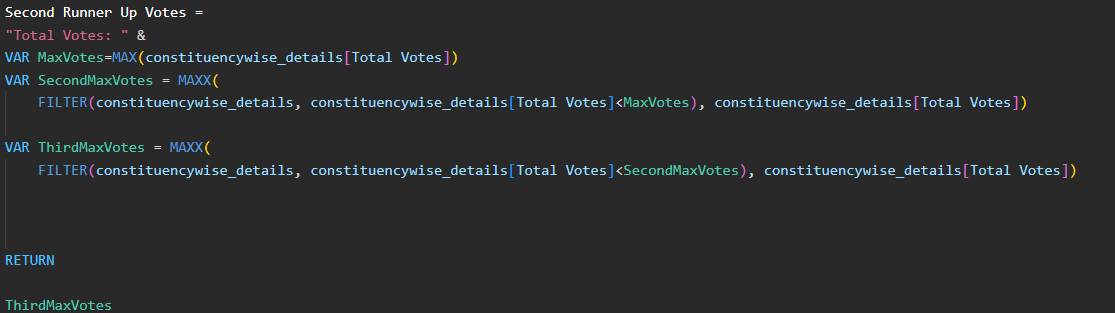 Second Runner Up Votes =
"Total Votes: " &
VAR MaxVotes=MAX(constituencywise_details[Total Votes])
VAR SecondMaxVotes = MAXX(
    FILTER(constituencywise_details, constituencywise_details[Total Votes]<MaxVotes), constituencywise_details[Total Votes])
VAR ThirdMaxVotes = MAXX(
    FILTER(constituencywise_details, constituencywise_details[Total Votes]<SecondMaxVotes), constituencywise_details[Total Votes])
RETURN
ThirdMaxVotes